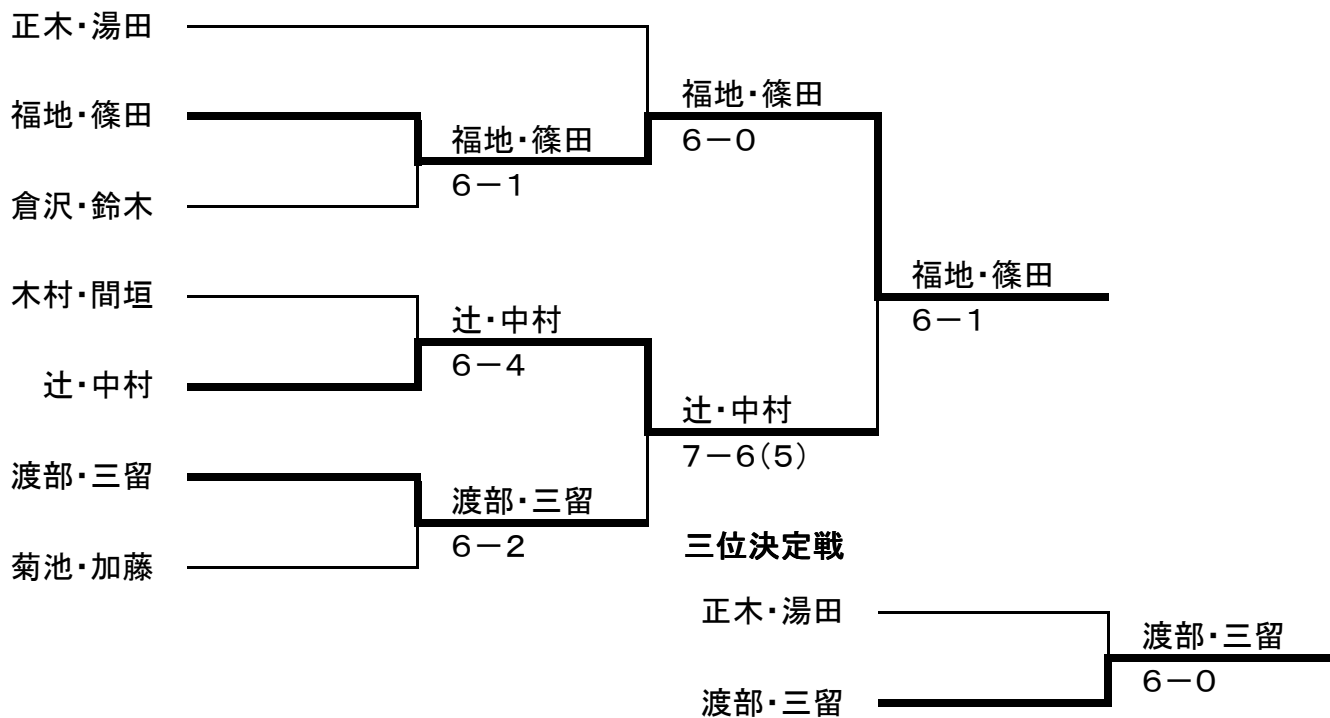 正木・湯田
福地・篠田
福地・篠田
6－0
福地・篠田
6－1
倉沢・鈴木
福地・篠田
6－1
木村・間垣
辻・中村
6－4
辻・中村
辻・中村
7－6(5)
渡部・三留
渡部・三留
6－2
菊池・加藤
三位決定戦
正木・湯田
渡部・三留
6－0
渡部・三留